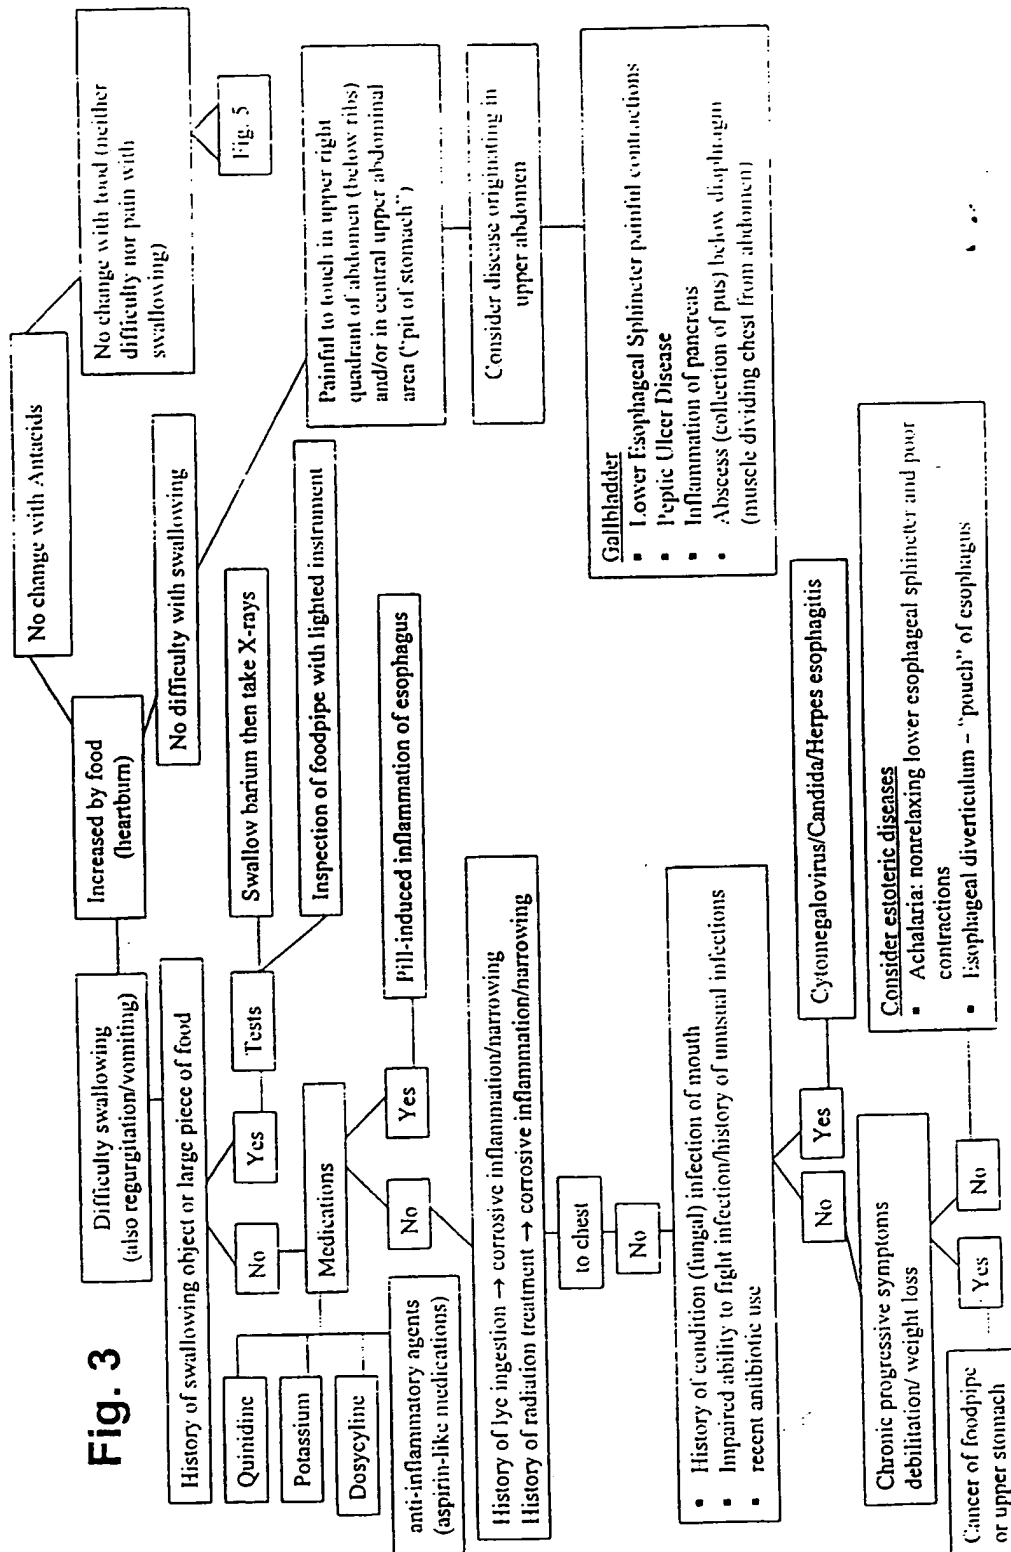 Fig. 3
No change with Antacids
Increased by food
(heartburn)
No change with food (neither
difficulty nor pain with
swallowing)
Fig. 5
Difficulty swallowing
(also regurgitation/vomiting)
No difficulty with swallowing
History of swallowing object or large piece of food
No
Yes
Tests
Swallow barium then take X-rays
Inspection of foodpipe with lighted instrument
Painful to touch in upper right
quadrant of abdomen (below ribs)
and/or in central upper abdominal
area ("pit of stomach")
Quinidine
Potassium
Dosycyline
anti-inflammatory agents
(aspirin-like medications)
Medications
No
Yes
Pill-induced inflammation of esophagus
Consider disease originating in
upper abdomen
History of lye ingestion → corrosive inflammation/narrowing
History of radiation treatment → corrosive inflammation/narrowing
to chest
No
Gallbladder
▪ Lower Esophageal Sphincter painful contractions
▪ Peptic Ulcer Disease
▪ Inflammation of pancreas
▪ Abscess (collection of pus) below diaphragm
(muscle dividing chest from abdomen)
▪ History of condition (fungal) infection of mouth
▪ Impaired ability to fight infection/history of unusual infections
▪ recent antibiotic use
No
Yes
Cytomegalovirus/Candida/Herpes esophagitis
Chronic progressive symptoms
debilitation/ weight loss
Yes
No
Cancer of foodpipe
or upper stomach
Consider estoteric diseases
▪ Achalaria: nonrelaxing lower esophageal sphincter and poor
contractions
▪ Esophageal diverticulum – "pouch" of esophagus